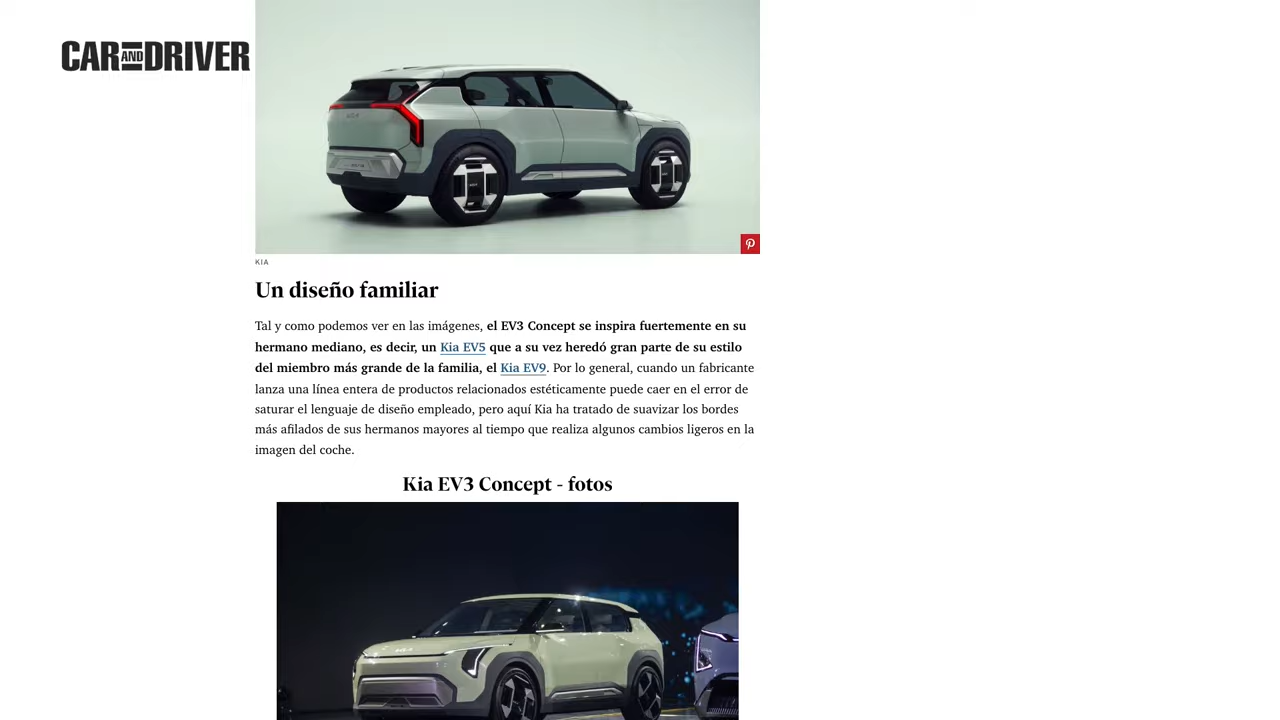 CAR AND DRIVER
KIA
Un diseño familiar
Tal y como podemos ver en las imágenes, el EV3 Concept se inspira fuertemente en su
hermano mediano, es decir, un Kia EV5 que a su vez heredó gran parte de su estilo
del miembro más grande de la familia, el Kia EV9. Por lo general, cuando un fabricante
lanza una línea entera de productos relacionados estéticamente puede caer en el error de
saturar el lenguaje de diseño empleado, pero aquí Kia ha tratado de suavizar los bordes
más afilados de sus hermanos mayores al tiempo que realiza algunos cambios ligeros en la
imagen del coche.
Kia EV3 Concept - fotos